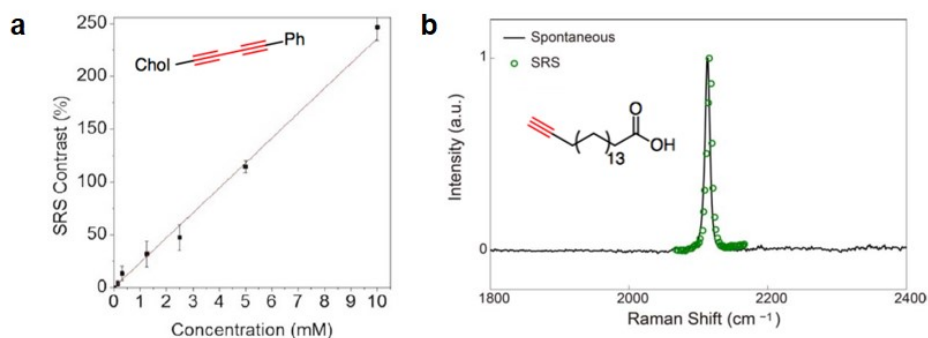 a
SRS Contrast (%)
250
200
150
100
50
0
Chol
Ph
0 1 2 3 4 5 6 7 8 9 10
Concentration (mM)
b
Intensity (a.u.)
1
0
Spontaneous
SRS
O
OH
13
1800 2000 2200 2400
Raman Shift (cm⁻¹)